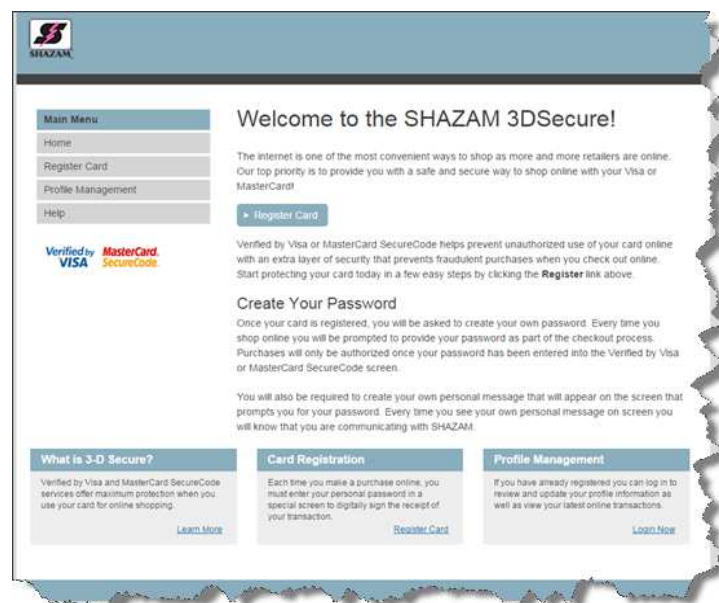 SHAZAM
Main Menu
Home
Register Card
Profile Management
Help
Verified by
VISA
MasterCard.
SecureCode.
Welcome to the SHAZAM 3DSecure!
The internet is one of the most convenient ways to shop as more and more retailers are online.
Our top priority is to provide you with a safe and secure way to shop online with your Visa or
MasterCard!
Register Card
Verified by Visa or MasterCard SecureCode helps prevent unauthorized use of your card online
with an extra layer of security that prevents fraudulent purchases when you check out online.
Start protecting your card today in a few easy steps by clicking the Register link above.
Create Your Password
Once your card is registered, you will be asked to create your own password. Every time you
shop online you will be prompted to provide your password as part of the checkout process.
Purchases will only be authorized once your password has been entered into the Verified by Visa
or MasterCard SecureCode screen.
You will also be required to create your own personal message that will appear on the screen that
prompts you for your password. Every time you see your own personal message on screen you
will know that you are communicating with SHAZAM.
What is 3-D Secure?
Verified by Visa and MasterCard SecureCode
services offer maximum protection when you
use your card for online shopping.
Learn More
Card Registration
Each time you make a purchase online, you
must enter your personal password in a
special screen to digitally sign the receipt of
your transaction.
Register Card
Profile Management
If you have already registered you can log in to
review and update your profile information as
well as view your latest online transactions.
Login Now